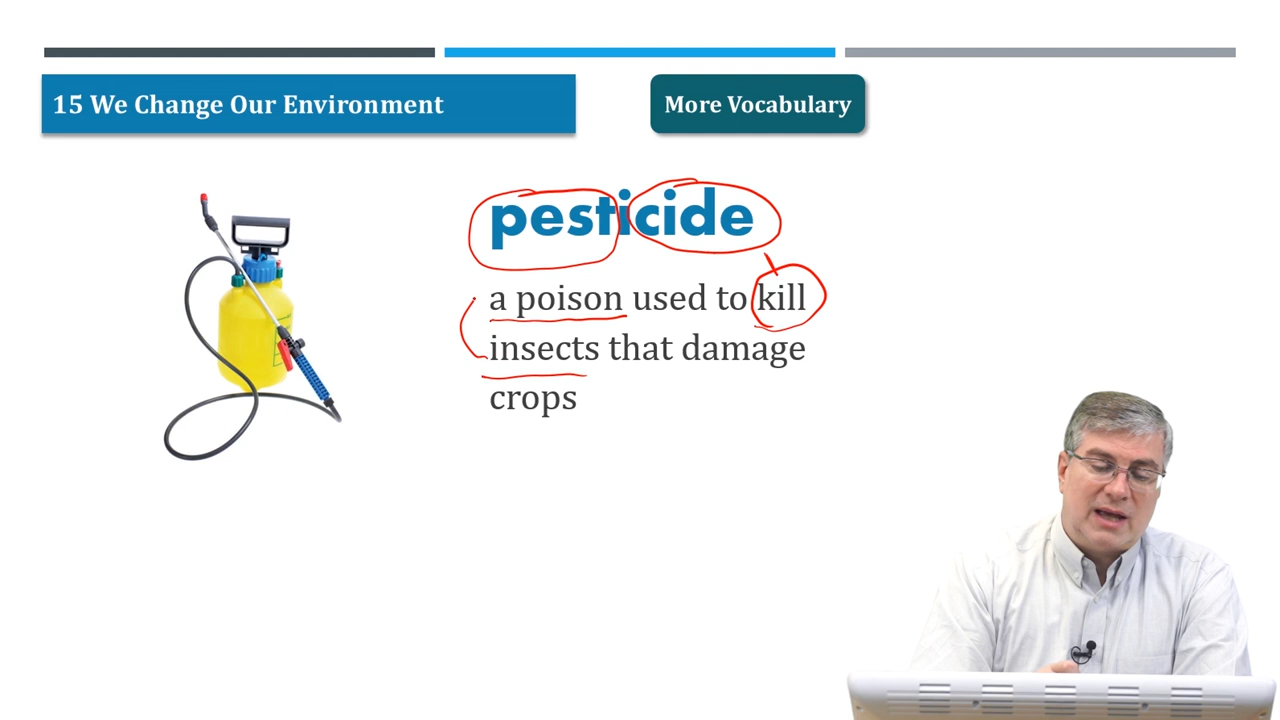 15 We Change Our Environment
More Vocabulary
pesticide
a poison used to kill
insects that damage
crops